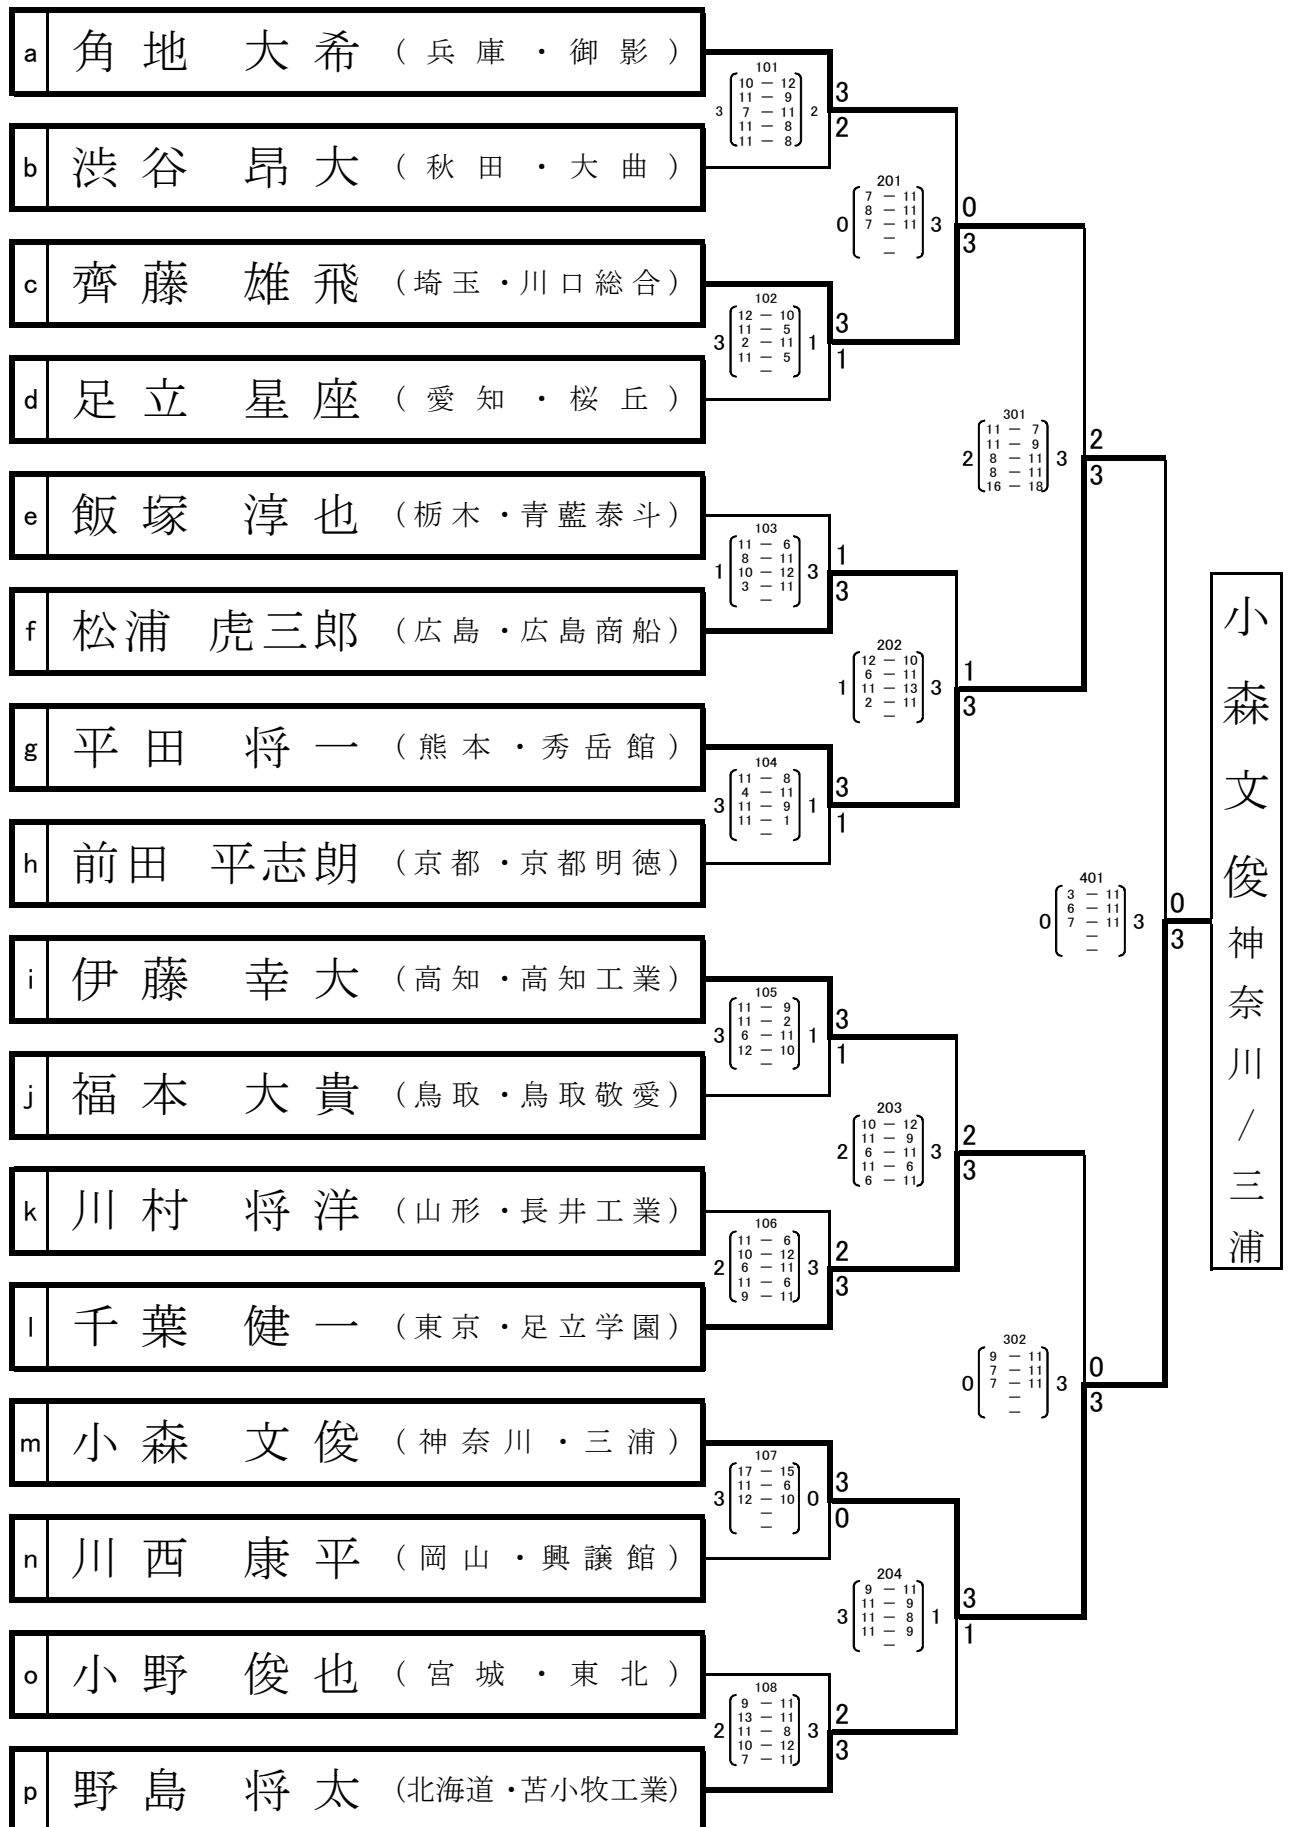 a 角地 大希 (兵庫・御影)
b 渋谷 昂大 (秋田・大曲)
c 齊藤 雄飛 (埼玉・川口総合)
d 足立 星座 (愛知・桜丘)
e 飯塚 淳也 (栃木・青藍泰斗)
f 松浦 虎三郎 (広島・広島商船)
g 平田 将一 (熊本・秀岳館)
h 前田 平志朗 (京都・京都明徳)
i 伊藤 幸大 (高知・高知工業)
j 福本 大貴 (鳥取・鳥取敬愛)
k 川村 将洋 (山形・長井工業)
l 千葉 健一 (東京・足立学園)
m 小森 文俊 (神奈川・三浦)
n 川西 康平 (岡山・興譲館)
o 小野 俊也 (宮城・東北)
p 野島 将太 (北海道・苫小牧工業)
101
10 － 12
11 － 9
3 7 － 11 2
11 － 8
11 － 8
3
2
102
12 － 10
11 － 5
3 2 － 11 1
11 － 5
－
3
1
103
11 － 6
8 － 11
1 10 － 12 3
3 － 11
－
1
3
104
11 － 8
4 － 11
3 11 － 9 1
11 － 1
－
3
1
105
11 － 9
11 － 2
3 6 － 11 1
12 － 10
－
3
1
106
11 － 6
10 － 12
2 6 － 11 3
11 － 6
9 － 11
2
3
107
17 － 15
11 － 6
3 12 － 10 0
－
－
3
0
108
9 － 11
13 － 11
2 11 － 8 3
10 － 12
7 － 11
2
3
201
7 － 11
8 － 11
0 7 － 11 3
－
－
0
3
202
12 － 10
6 － 11
1 11 － 13 3
2 － 11
－
1
3
203
10 － 12
11 － 9
2 6 － 11 3
11 － 6
6 － 11
2
3
204
9 － 11
11 － 9
3 11 － 8 1
11 － 9
－
3
1
301
11 － 7
11 － 9
2 8 － 11 3
8 － 11
16 － 18
2
3
302
9 － 11
7 － 11
0 7 － 11 3
－
－
0
3
401
3 － 11
6 － 11
0 7 － 11 3
－
－
0
3
小森文俊 神奈川/三浦